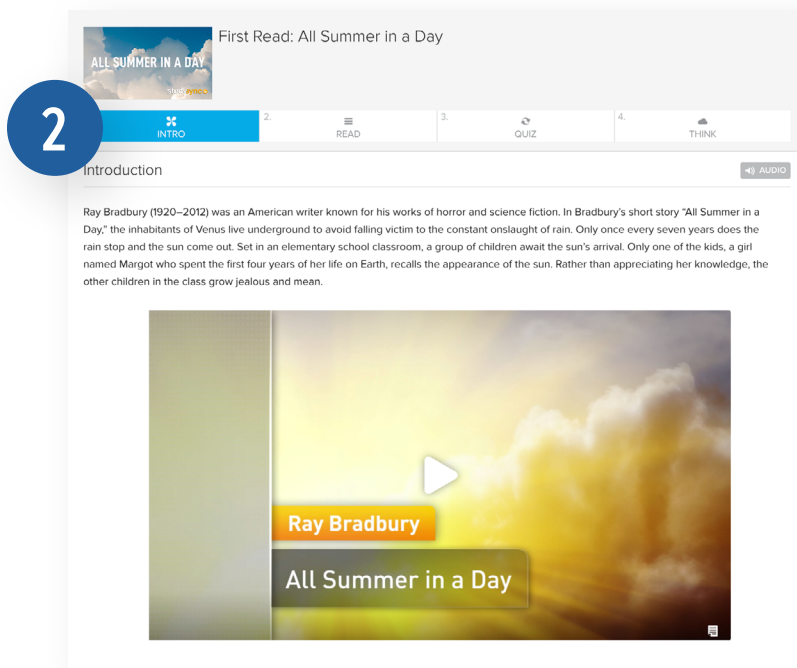 First Read: All Summer in a Day
ALL SUMMER IN A DAY
studysync
2
INTRO
2.
READ
3.
QUIZ
4.
THINK
Introduction
AUDIO
Ray Bradbury (1920–2012) was an American writer known for his works of horror and science fiction. In Bradbury's short story "All Summer in a
Day," the inhabitants of Venus live underground to avoid falling victim to the constant onslaught of rain. Only once every seven years does the
rain stop and the sun come out. Set in an elementary school classroom, a group of children await the sun's arrival. Only one of the kids, a girl
named Margot who spent the first four years of her life on Earth, recalls the appearance of the sun. Rather than appreciating her knowledge, the
other children in the class grow jealous and mean.
Ray Bradbury
All Summer in a Day